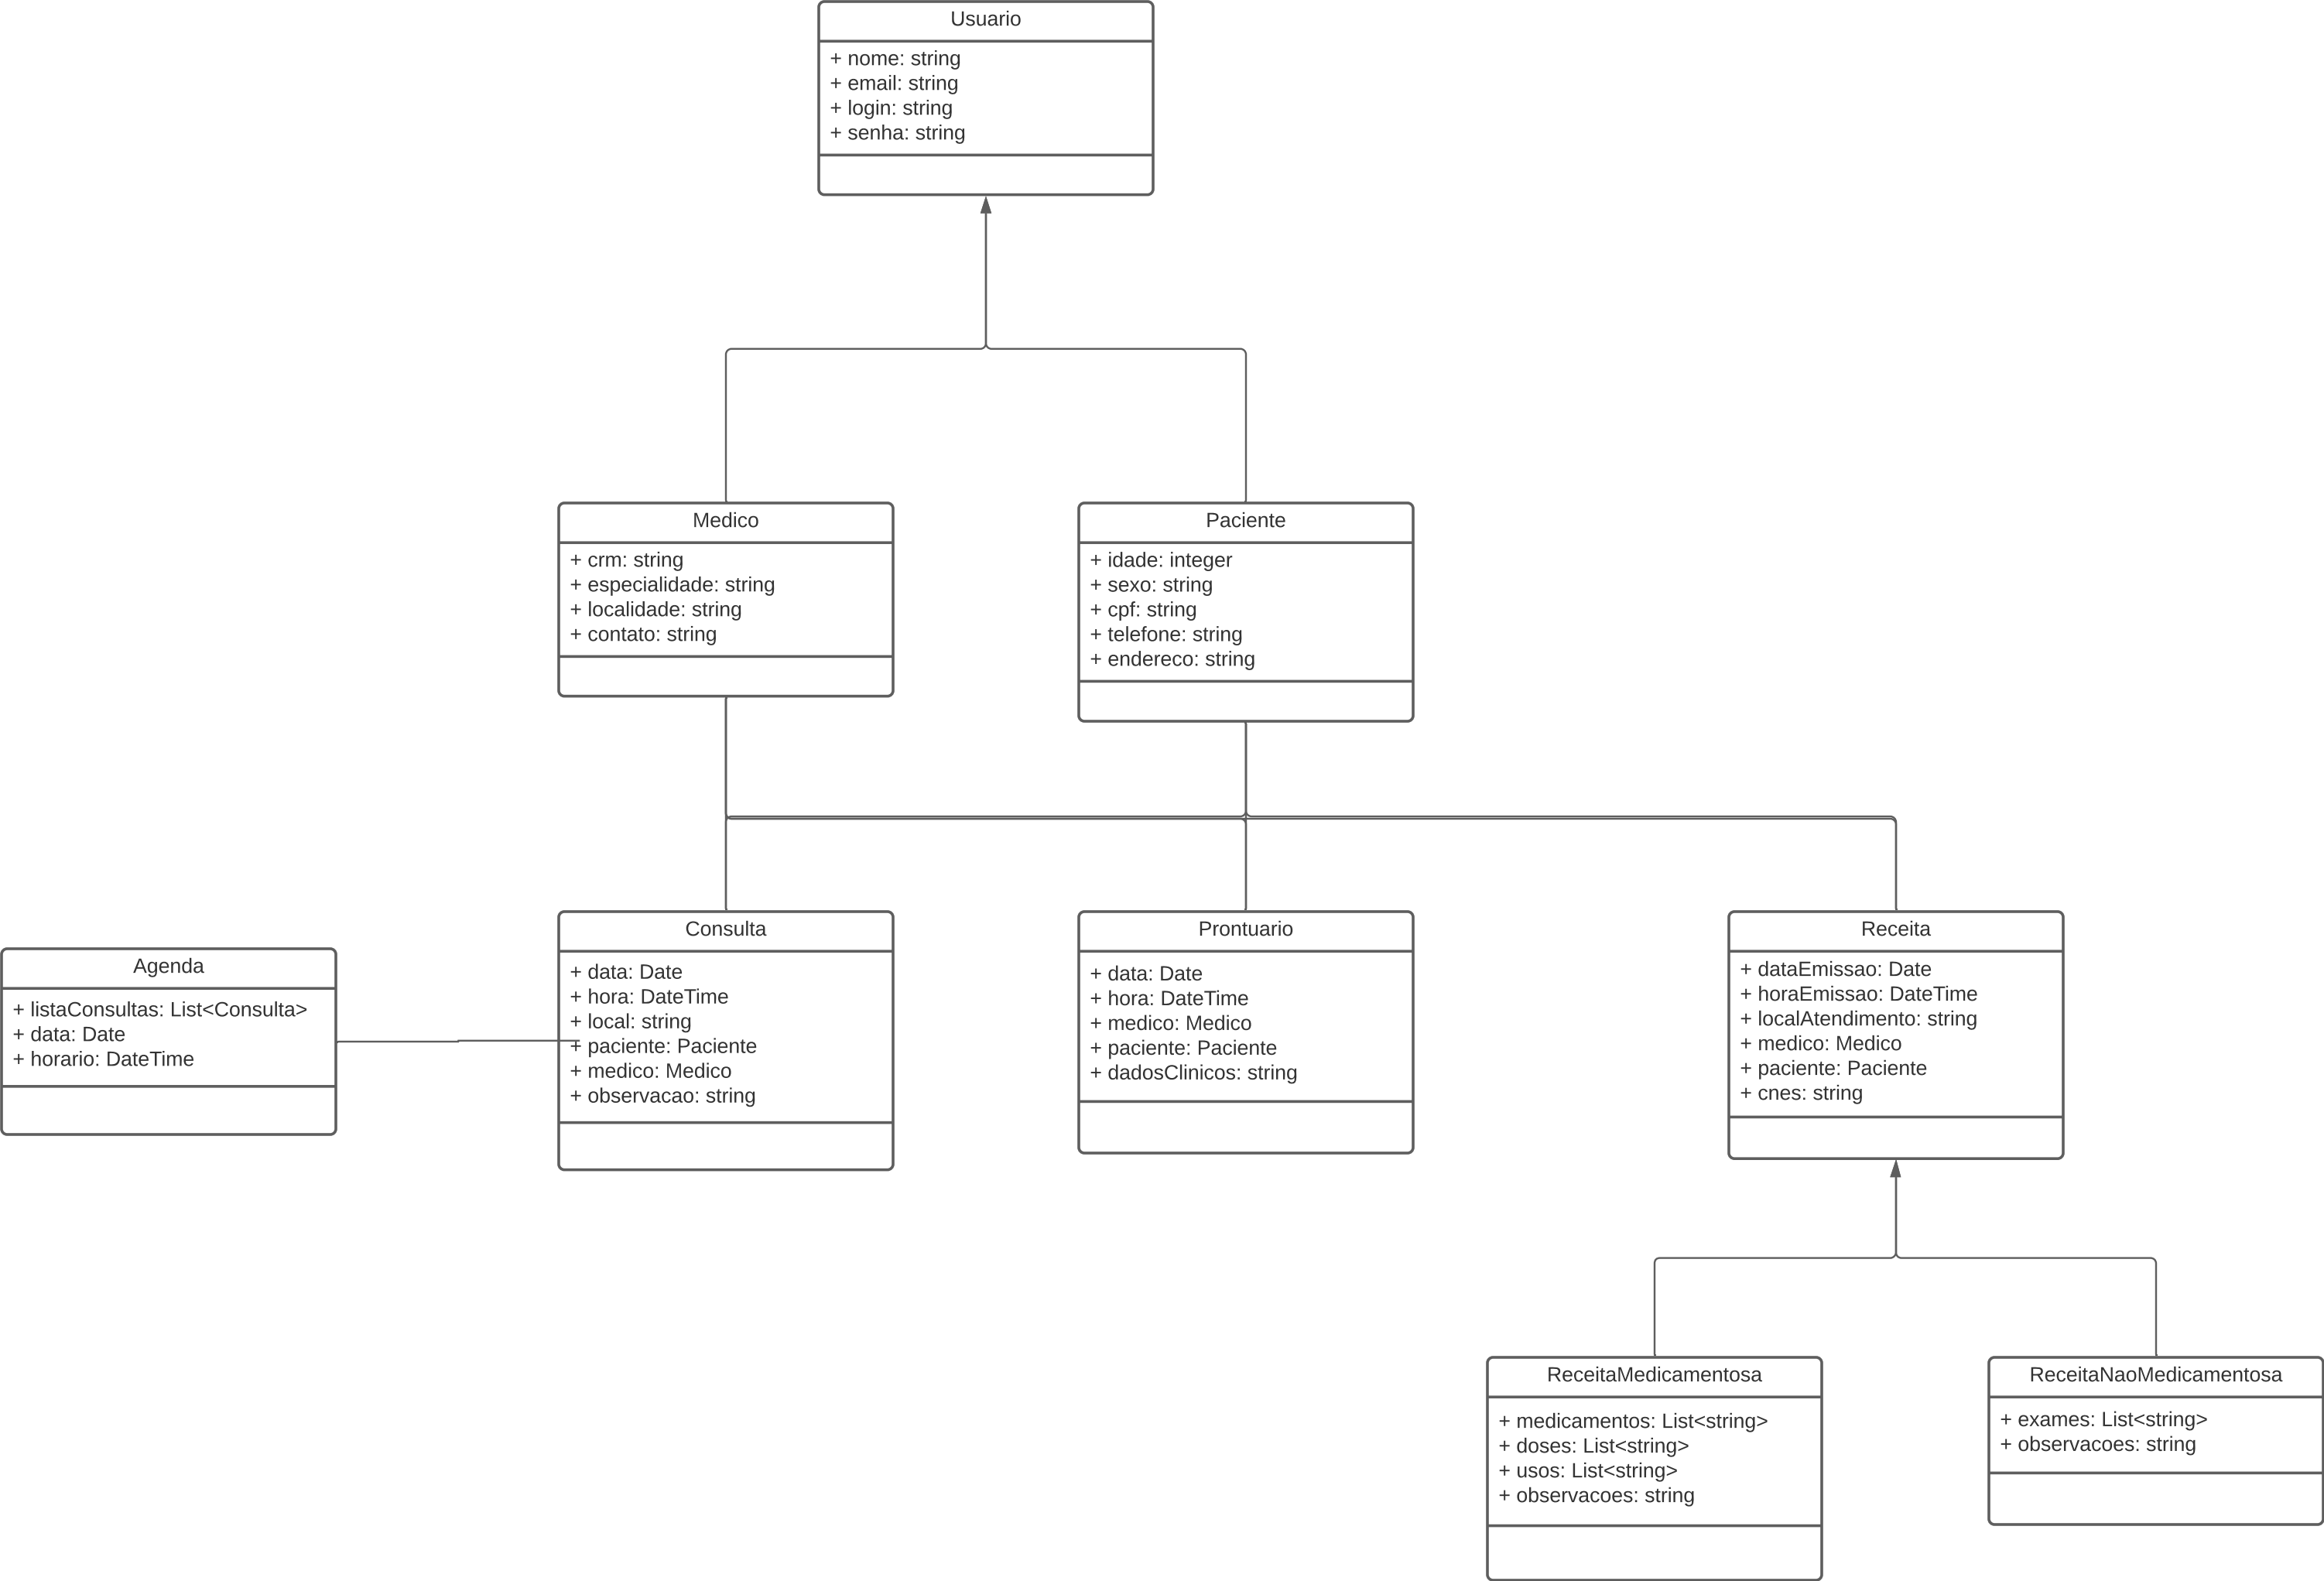 Usuario
+ nome: string
+ email: string
+ login: string
+ senha: string
Medico
+ crm: string
+ especialidade: string
+ localidade: string
+ contato: string
Paciente
+ idade: integer
+ sexo: string
+ cpf: string
+ telefone: string
+ endereco: string
Agenda
+ listaConsultas: List<Consulta>
+ data: Date
+ horario: DateTime
Consulta
+ data: Date
+ hora: DateTime
+ local: string
+ paciente: Paciente
+ medico: Medico
+ observacao: string
Prontuario
+ data: Date
+ hora: DateTime
+ medico: Medico
+ paciente: Paciente
+ dadosClinicos: string
Receita
+ dataEmissao: Date
+ horaEmissao: DateTime
+ localAtendimento: string
+ medico: Medico
+ paciente: Paciente
+ cnes: string
ReceitaMedicamentosa
+ medicamentos: List<string>
+ doses: List<string>
+ usos: List<string>
+ observacoes: string
ReceitaNaoMedicamentosa
+ exames: List<string>
+ observacoes: string